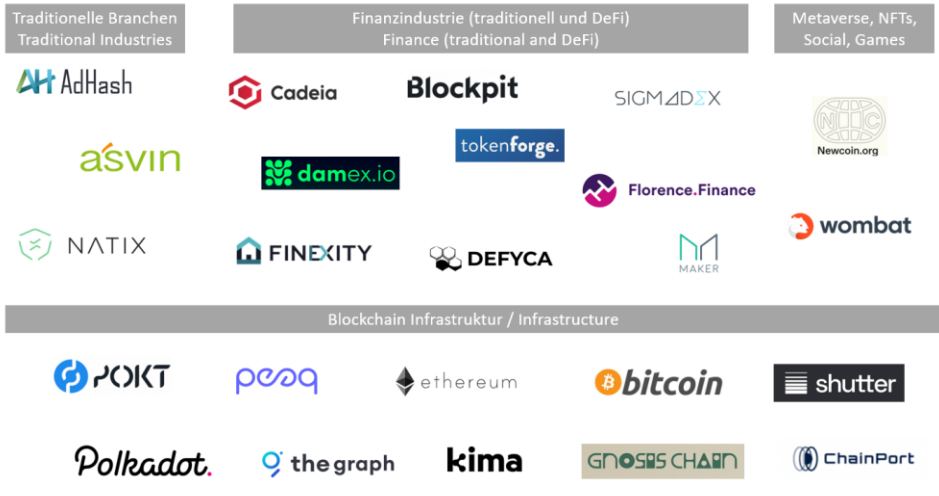 Traditionelle Branchen
Traditional Industries
Finanzindustrie (traditionell und DeFi)
Finance (traditional and DeFi)
Metaverse, NFTs,
Social, Games
AH AdHash
Cadeia
Blockpit
SIGMADEX
NIC
Newcoin.org
asvin
tokenforge.
damex.io
Florence.Finance
wombat
NATIX
FINEXITY
DEFYCA
MAKER
Blockchain Infrastruktur / Infrastructure
POKT
peaq
ethereum
bitcoin
shutter
Polkadot.
the graph
kima
GNOSIS CHAIN
ChainPort